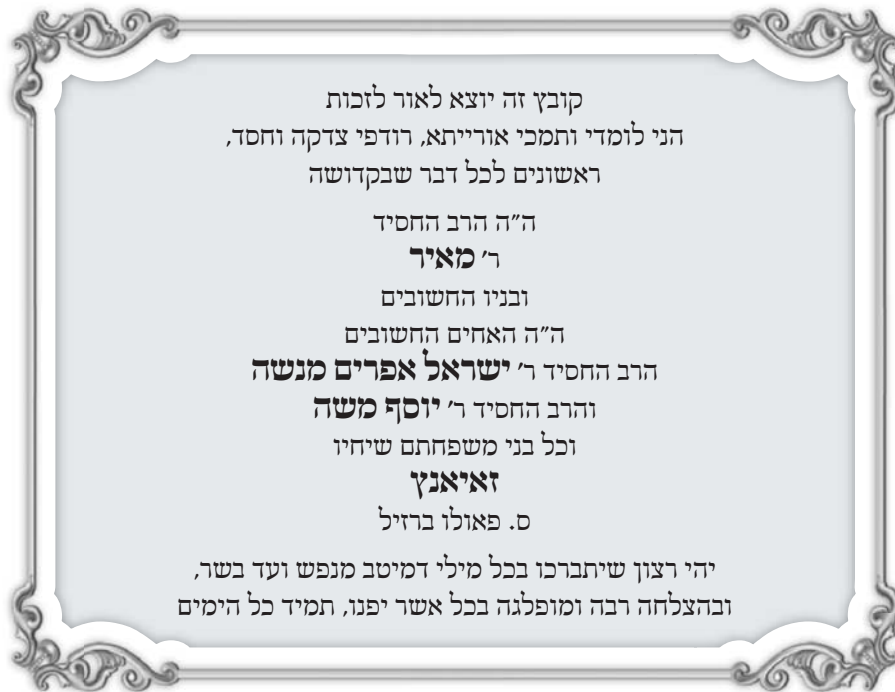 קובץ זה יוצא לאור לזכות
הני לומדי ותמכי אורייתא, רודפי צדקה וחסד,
ראשונים לכל דבר שבקדושה
ה״ה הרב החסיד
ר׳ מאיר
ובניו החשובים
ה״ה האחים החשובים
הרב החסיד ר׳ ישראל אפרים מנשה
והרב החסיד ר׳ יוסף משה
וכל בני משפחתם שיחיו
זאיאנץ
ס. פאולו ברזיל
יהי רצון שיתברכו בכל מילי דמיטב מנפש ועד בשר,
ובהצלחה רבה ומופלגה בכל אשר יפנו, תמיד כל הימים